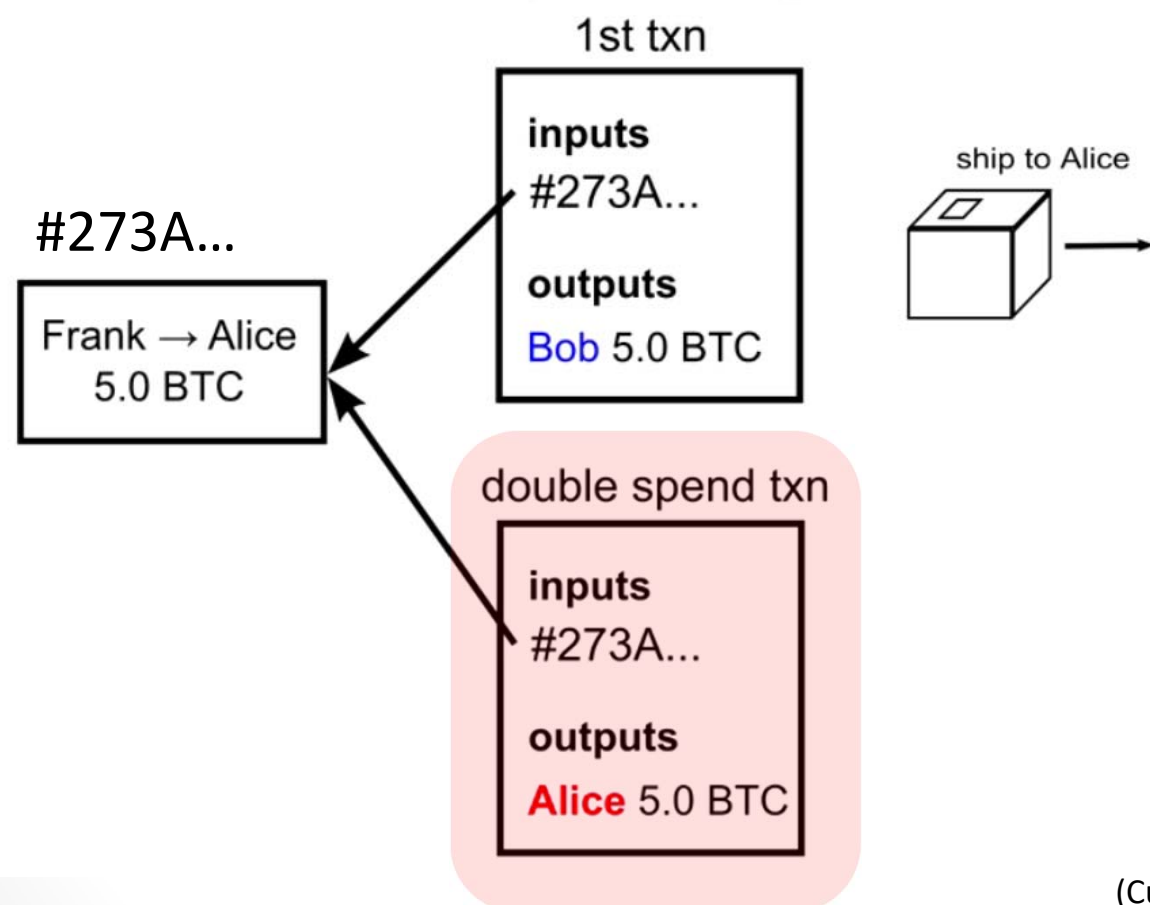 1st txn
inputs
#273A...
outputs
Bob 5.0 BTC
ship to Alice
#273A...
Frank → Alice
5.0 BTC
double spend txn
inputs
#273A...
outputs
Alice 5.0 BTC